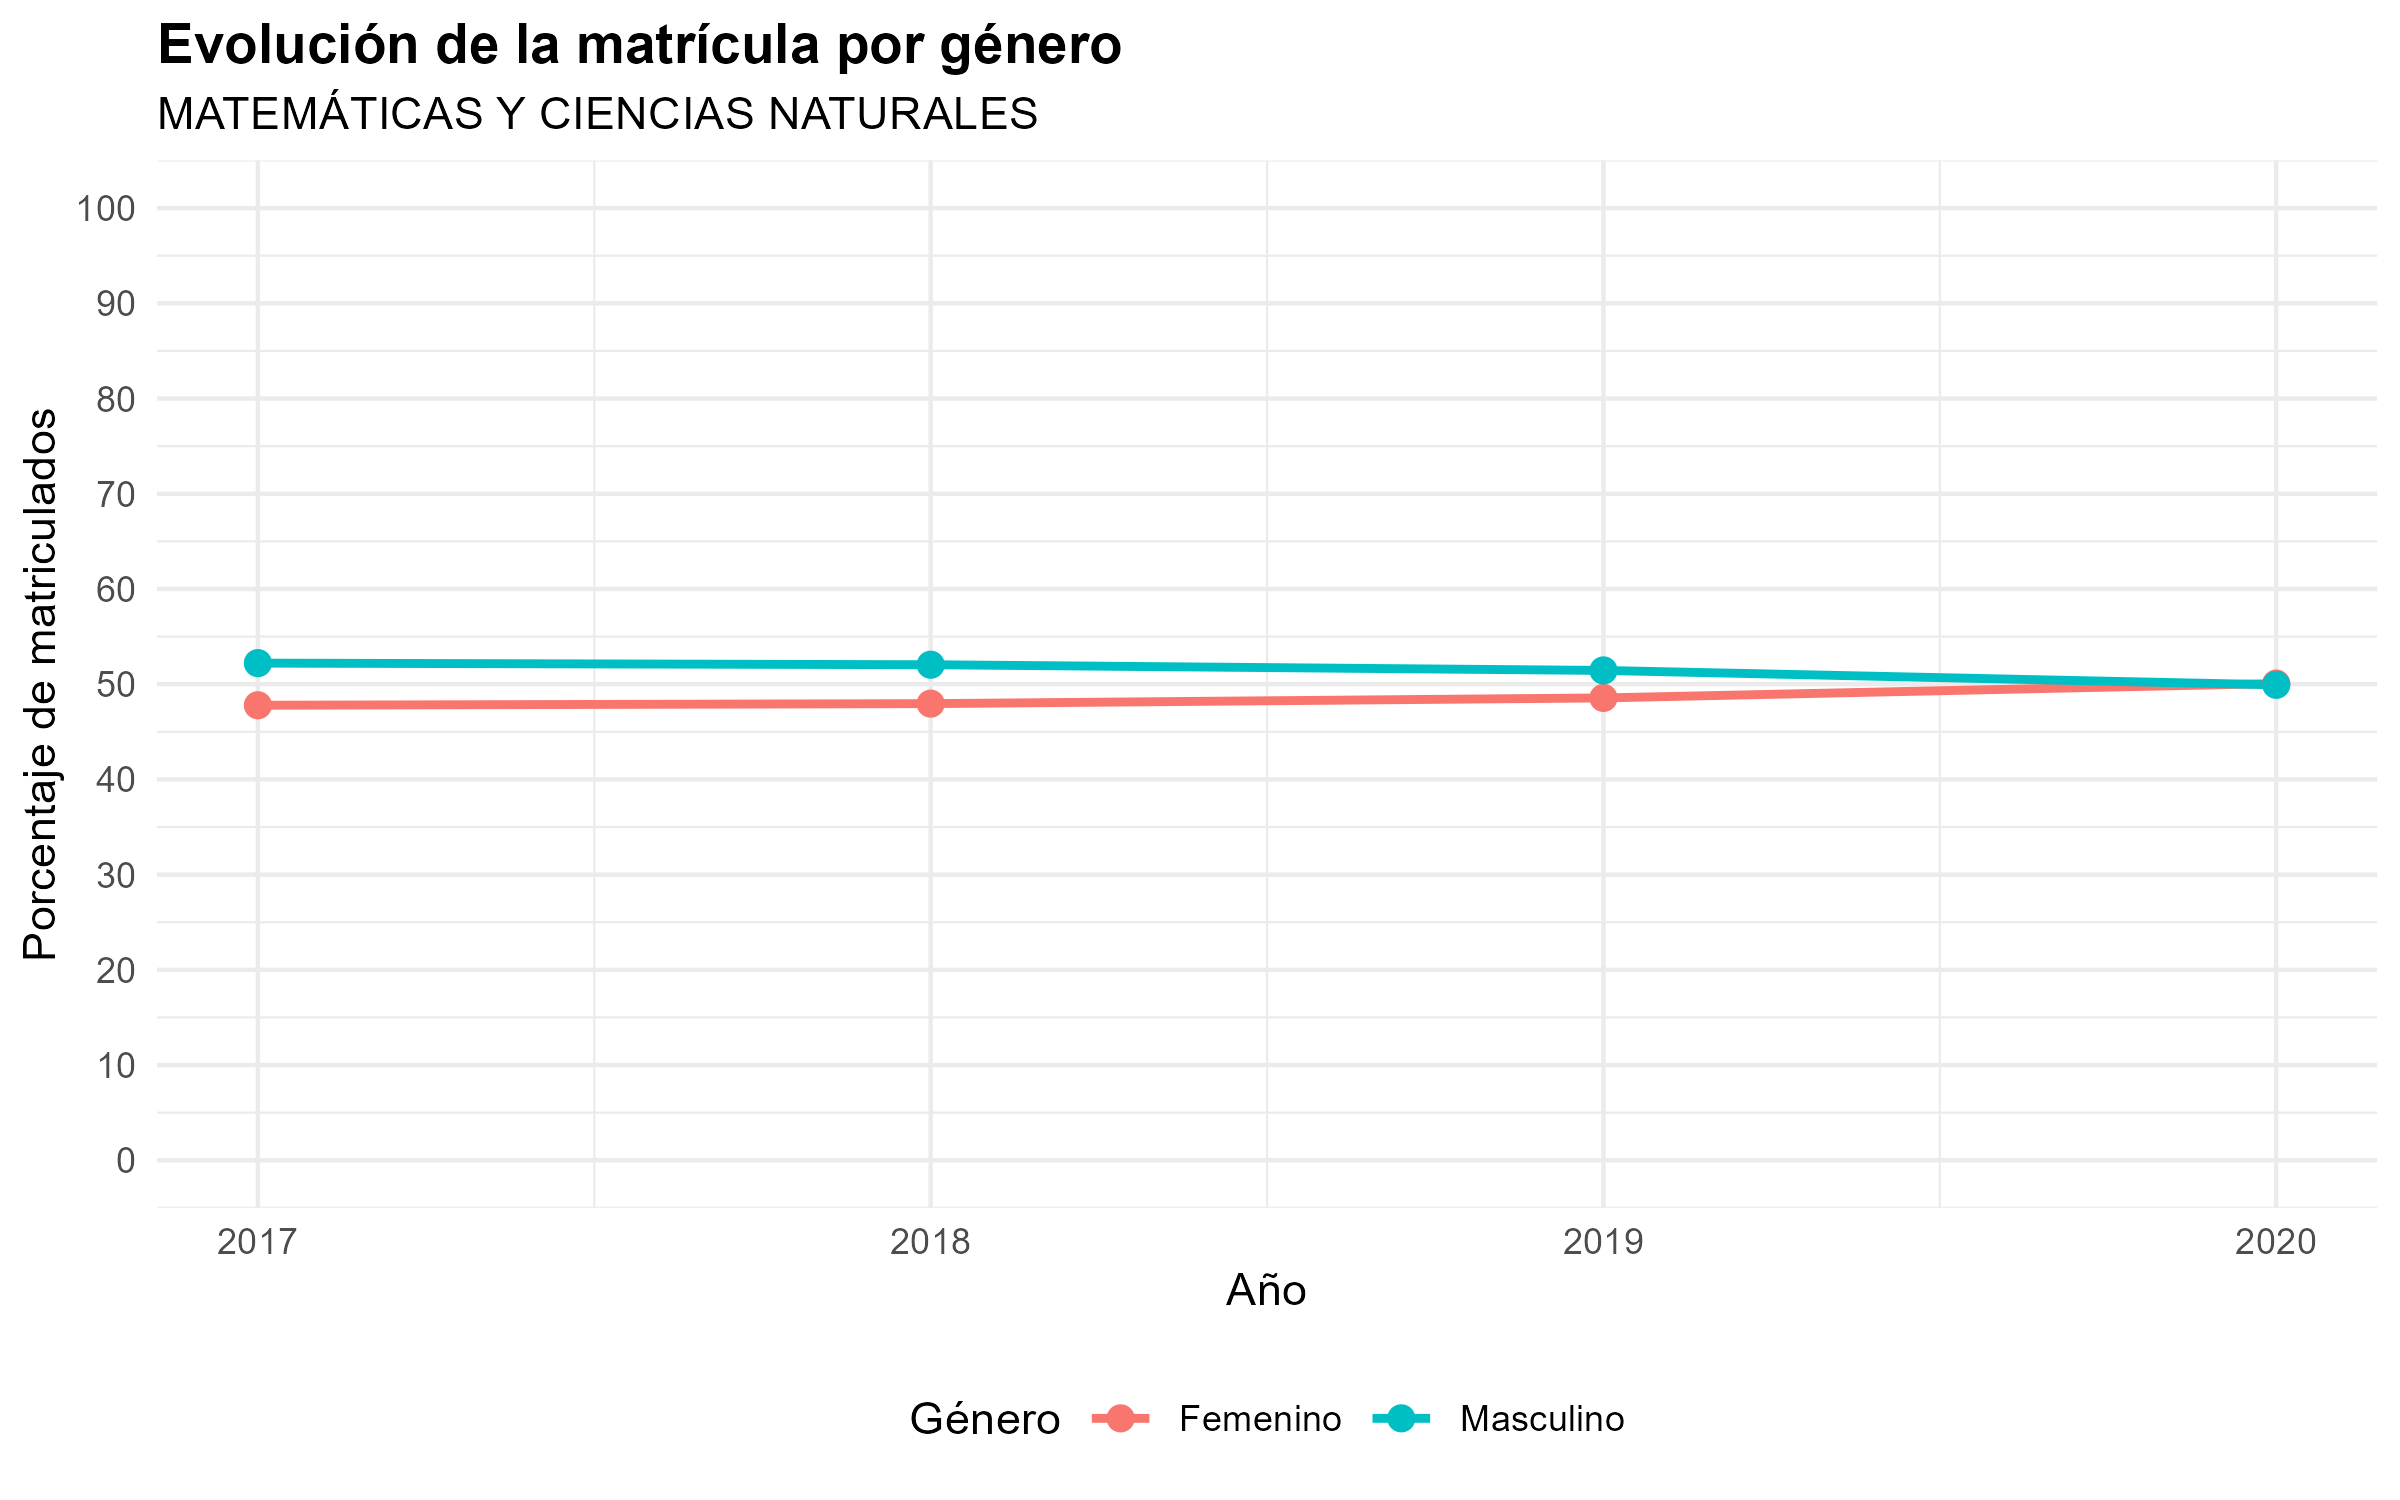 Evolución de la matrícula por género
MATEMÁTICAS Y CIENCIAS NATURALES
Porcentaje de matriculados
100
90
80
70
60
50
40
30
20
10
0
2017 2018 2019 2020
Año
Género Femenino Masculino